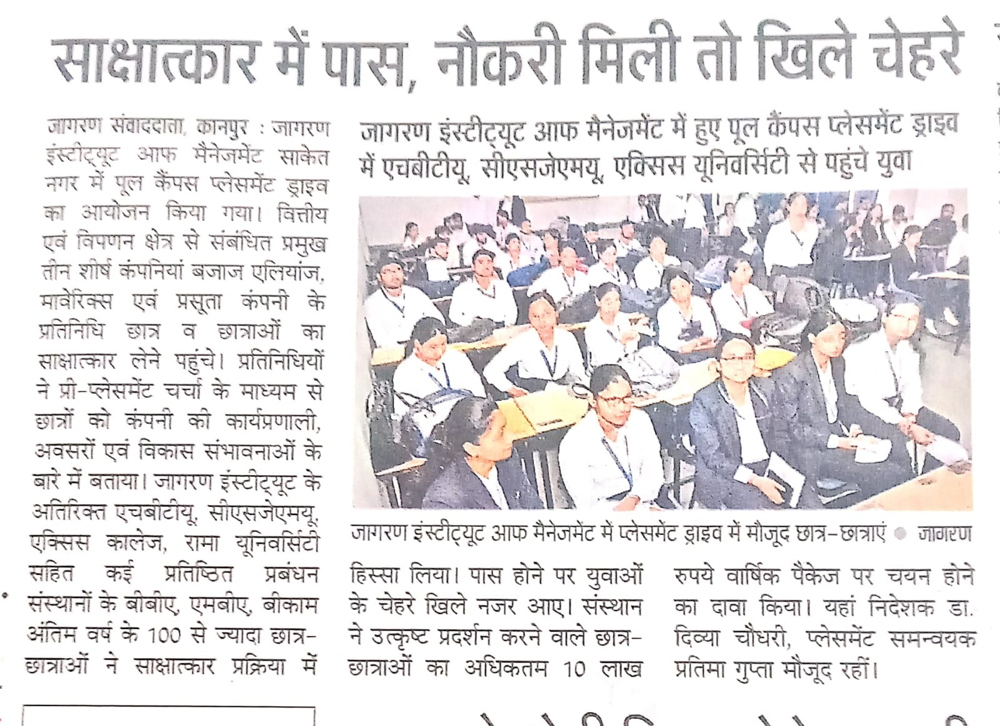 साक्षात्कार में पास, नौकरी मिली तो खिले चेहरे
जागरण इंस्टीट्यूट आफ मैनेजमेंट में हुए पूल कैंपस प्लेसमेंट ड्राइव
में एचबीटीयू, सीएसजेएमयू, एक्सिस यूनिवर्सिटी से पहुंचे युवा
जागरण संवाददाता, कानपुर : जागरण
इंस्टीट्यूट आफ मैनेजमेंट साकेत
नगर में पूल कैंपस प्लेसमेंट ड्राइव
का आयोजन किया गया। वित्तीय
एवं विपणन क्षेत्र से संबंधित प्रमुख
तीन शीर्ष कंपनियां बजाज एलियांज,
मावेरिक्स एवं प्रसूता कंपनी के
प्रतिनिधि छात्र व छात्राओं का
साक्षात्कार लेने पहुंचे। प्रतिनिधियों
ने प्री-प्लेसमेंट चर्चा के माध्यम से
छात्रों को कंपनी की कार्यप्रणाली,
अवसरों एवं विकास संभावनाओं के
बारे में बताया। जागरण इंस्टीट्यूट के
अतिरिक्त एचबीटीयू, सीएसजेएमयू,
एक्सिस कालेज, रामा यूनिवर्सिटी
सहित कई प्रतिष्ठित प्रबंधन
संस्थानों के बीबीए, एमबीए, बीकाम
अंतिम वर्ष के 100 से ज्यादा छात्र-
छात्राओं ने साक्षात्कार प्रक्रिया में
जागरण इंस्टीट्यूट आफ मैनेजमेंट में प्लेसमेंट ड्राइव में मौजूद छात्र-छात्राएं ● जागरण
हिस्सा लिया। पास होने पर युवाओं
के चेहरे खिले नजर आए। संस्थान
ने उत्कृष्ट प्रदर्शन करने वाले छात्र-
छात्राओं का अधिकतम 10 लाख
रुपये वार्षिक पैकेज पर चयन होने
का दावा किया। यहां निदेशक डा.
दिव्या चौधरी, प्लेसमेंट समन्वयक
प्रतिमा गुप्ता मौजूद रहीं।